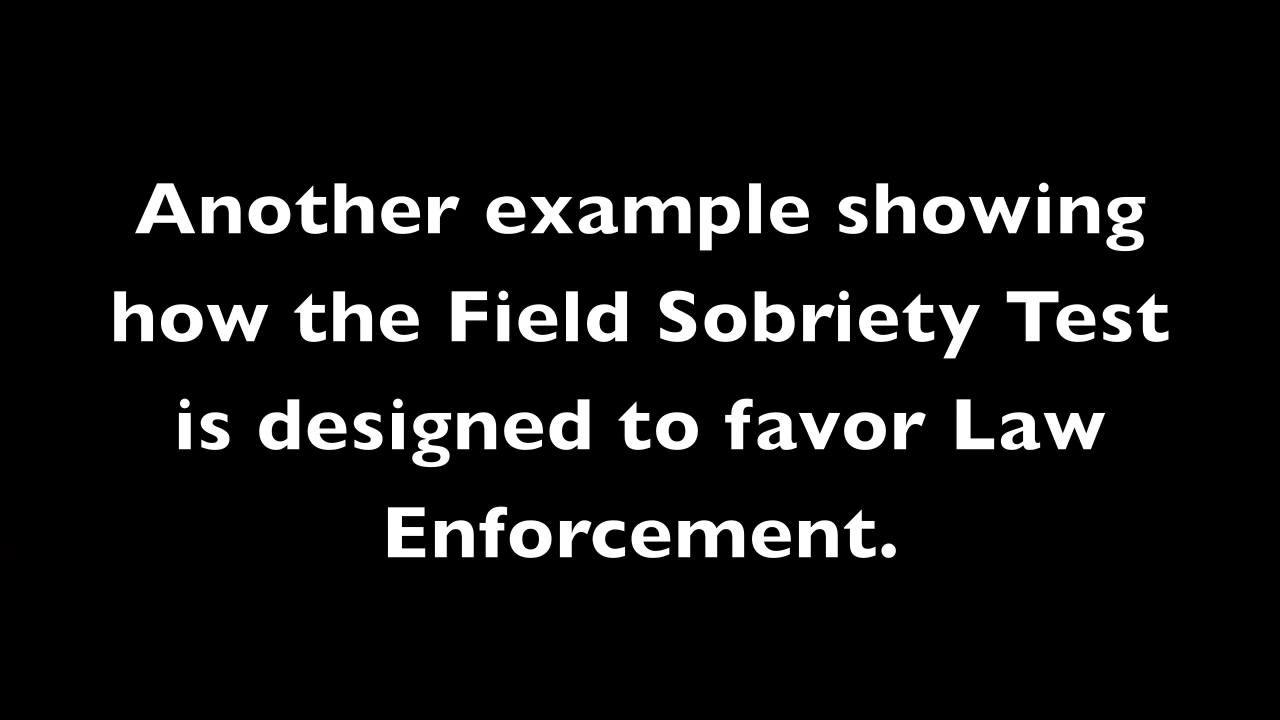 Another example showing
how the Field Sobriety Test
is designed to favor Law
Enforcement.